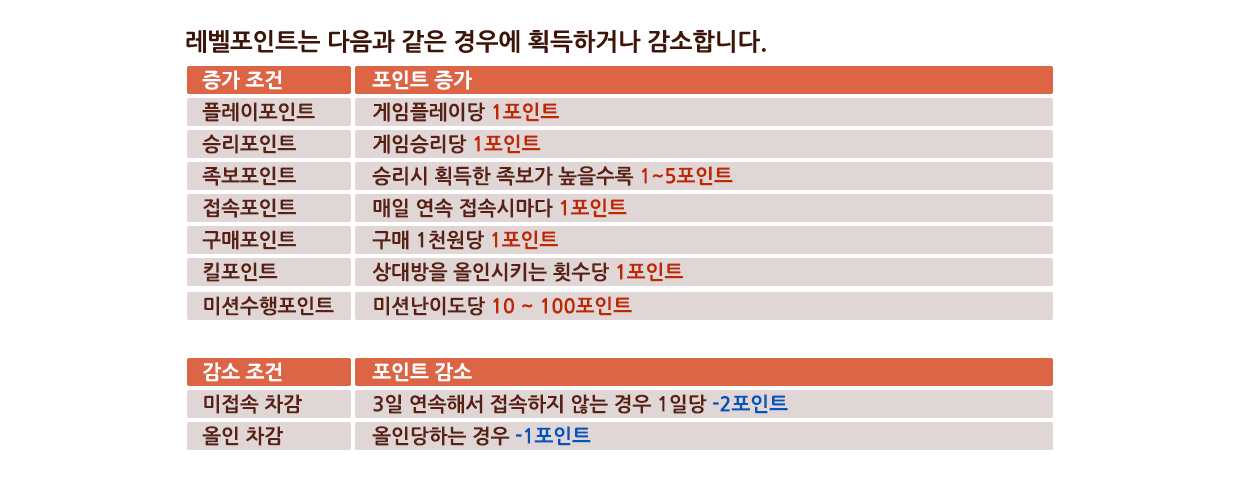 레벨포인트는 다음과 같은 경우에 획득하거나 감소합니다.
증가 조건 포인트 증가
플레이포인트 게임플레이당 1포인트
승리포인트 게임승리당 1포인트
족보포인트 승리시 획득한 족보가 높을수록 1~5포인트
접속포인트 매일 연속 접속시마다 1포인트
구매포인트 구매 1천원당 1포인트
킬포인트 상대방을 올인시키는 횟수당 1포인트
미션수행포인트 미션난이도당 10 ~ 100포인트
감소 조건 포인트 감소
미접속 차감 3일 연속해서 접속하지 않는 경우 1일당 -2포인트
올인 차감 올인당하는 경우 -1포인트